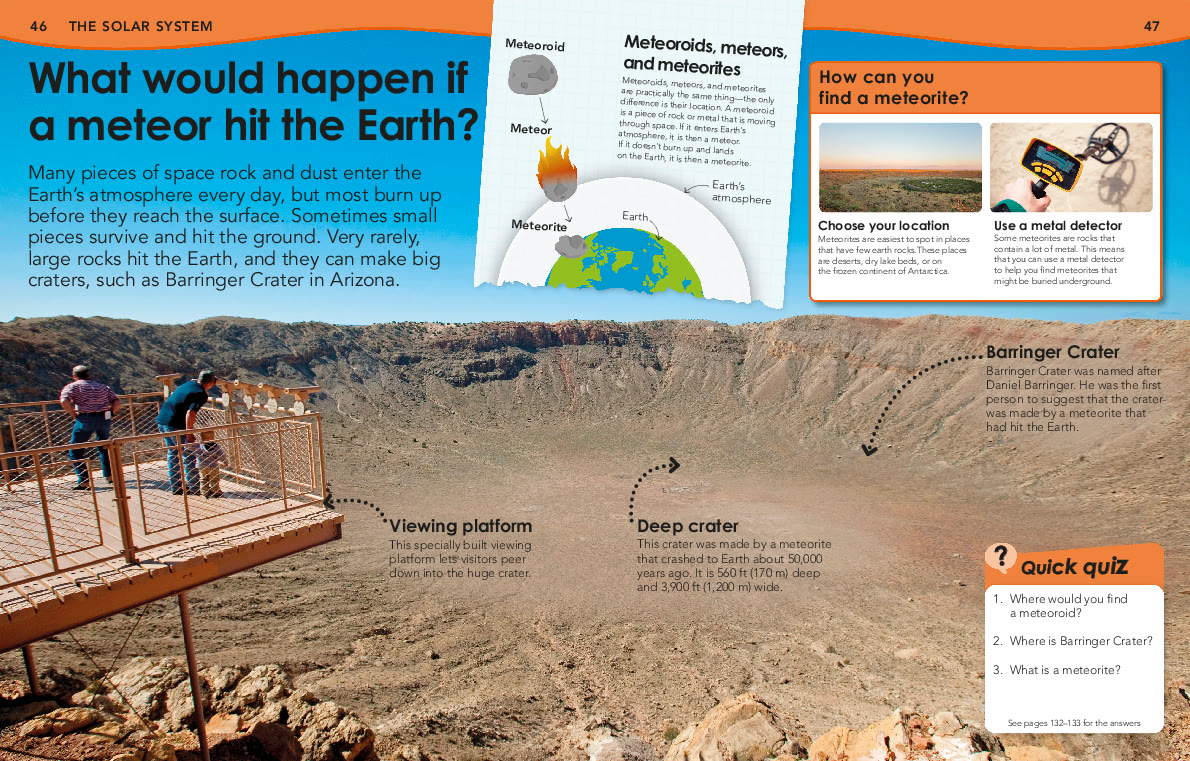 46 THE SOLAR SYSTEM
What would happen if
a meteor hit the Earth?
Many pieces of space rock and dust enter the
Earth's atmosphere every day, but most burn up
before they reach the surface. Sometimes small
pieces survive and hit the ground. Very rarely,
large rocks hit the Earth, and they can make big
craters, such as Barringer Crater in Arizona.
Meteoroid
Meteor
Meteorite
Meteoroids, meteors,
and meteorites
Meteoroids, meteors, and meteorites
are practically the same thing—the only
difference is their location. A meteoroid
is a piece of rock or metal that is moving
through space. If it enters Earth's
atmosphere, it is then a meteor.
If it doesn't burn up and lands
on the Earth, it is then a meteorite.
Earth's
atmosphere
Earth
47
How can you
find a meteorite?
Choose your location
Meteorites are easiest to spot in places
that have few earth rocks.These places
are deserts, dry lake beds, or on
the frozen continent of Antarctica.
Use a metal detector
Some meteorites are rocks that
contain a lot of metal. This means
that you can use a metal detector
to help you find meteorites that
might be buried underground.
Barringer Crater
Barringer Crater was named after
Daniel Barringer. He was the first
person to suggest that the crater
was made by a meteorite that
had hit the Earth.
Viewing platform
This specially built viewing
platform lets visitors peer
down into the huge crater.
Deep crater
This crater was made by a meteorite
that crashed to Earth about 50,000
years ago. It is 560 ft (170 m) deep
and 3,900 ft (1,200 m) wide.
? Quick quiz
1. Where would you find
a meteoroid?
2. Where is Barringer Crater?
3. What is a meteorite?
See pages 132–133 for the answers